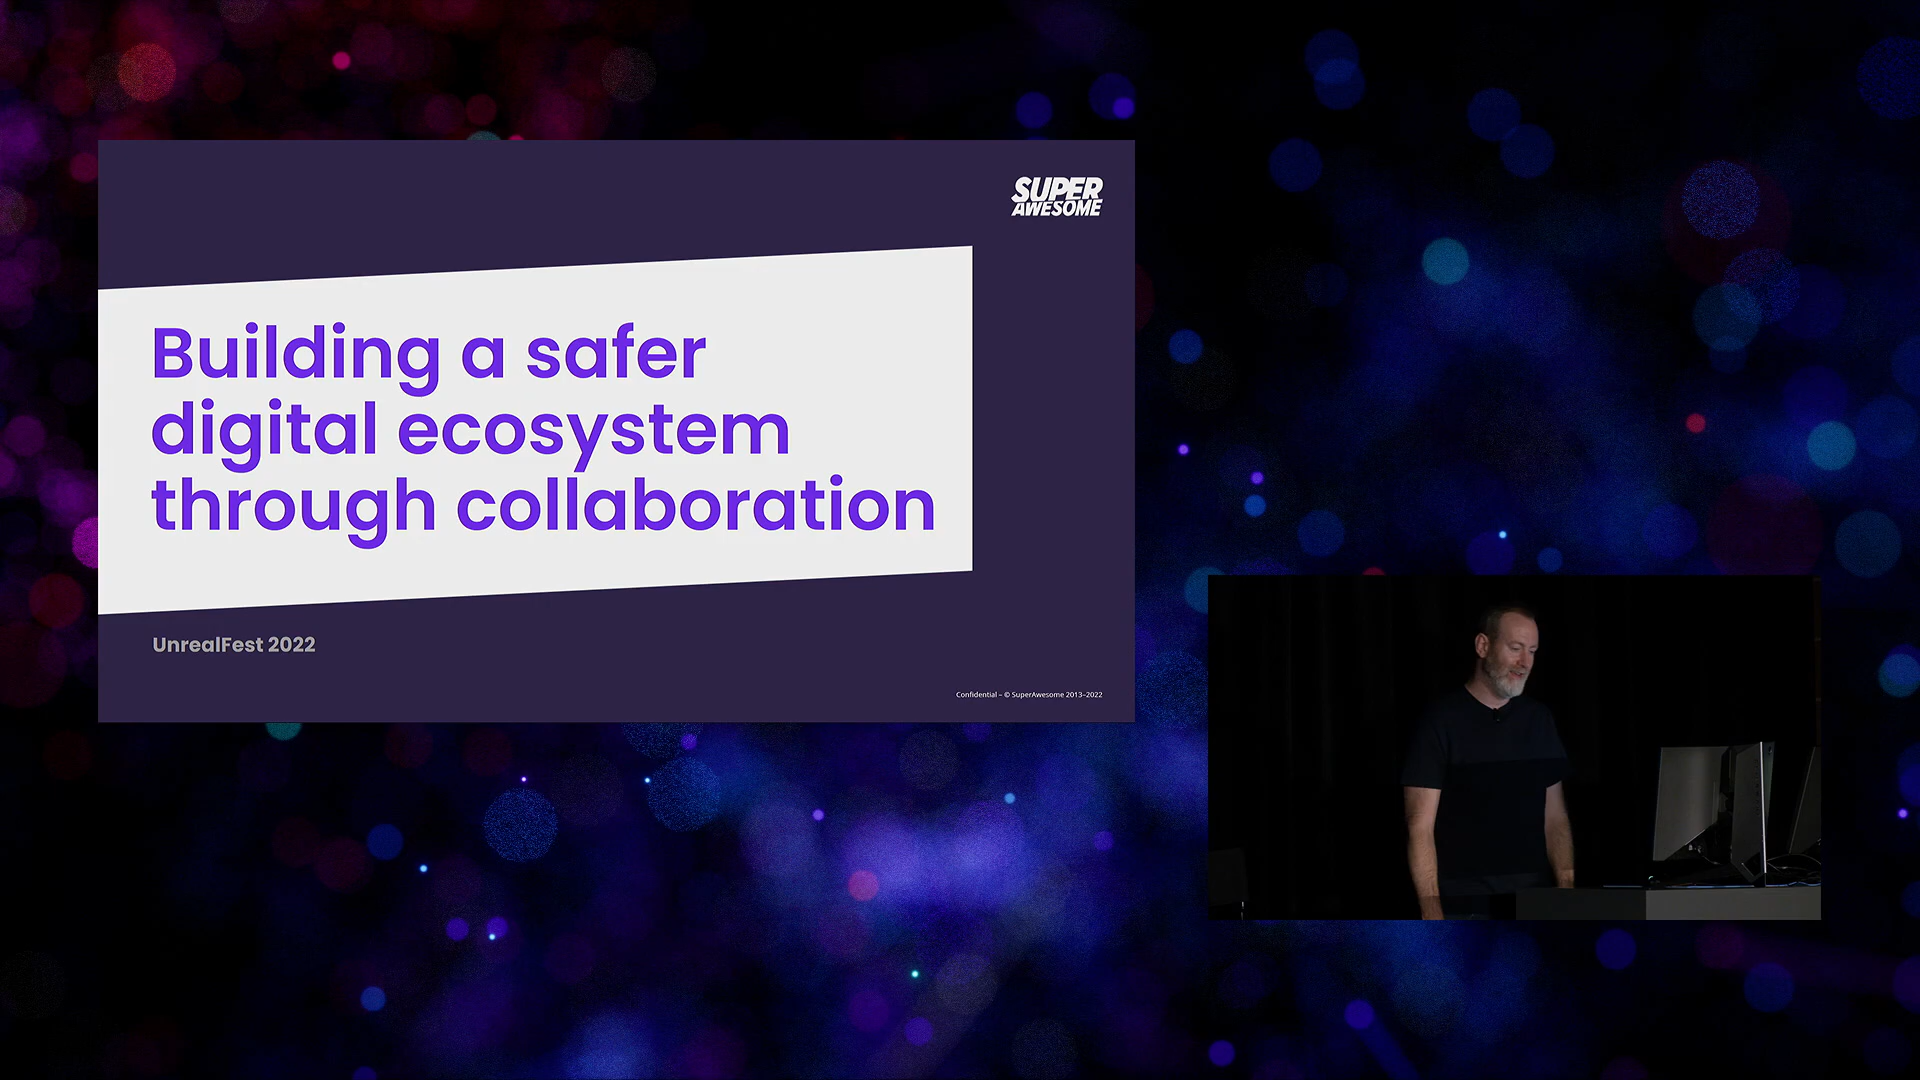 SUPER
AWESOME
Building a safer
digital ecosystem
through collaboration
UnrealFest 2022
Confidential – © SuperAwesome 2013–2022